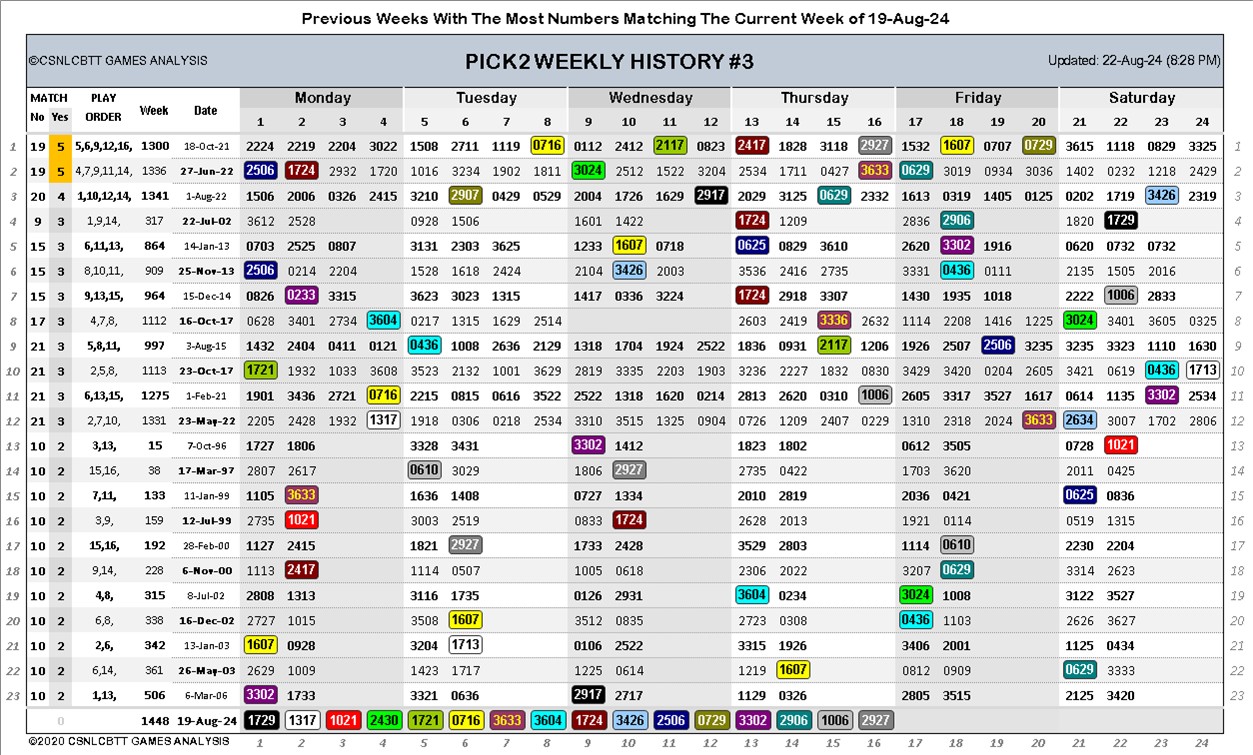 Previous Weeks With The Most Numbers Matching The Current Week of 19-Aug-24
©CSNLCBTT GAMES ANALYSIS PICK2 WEEKLY HISTORY #3 Updated: 22-Aug-24 (8:28 PM)
MATCH PLAY Week Date Monday Tuesday Wednesday Thursday Friday Saturday
No Yes ORDER 1 2 3 4 5 6 7 8 9 10 11 12 13 14 15 16 17 18 19 20 21 22 23 24
1 19 5 5,6,9,12,16, 1300 18-Oct-21 2224 2219 2204 3022 1508 2711 1119 0716 0112 2412 2117 0823 2417 1828 3118 2927 1532 1607 0707 0729 3615 1118 0829 3325 1
2 19 5 4,7,9,11,14, 1336 27-Jun-22 2506 1724 2932 1720 1016 3234 1902 1811 3024 2512 1522 3204 2534 1711 0427 3633 0629 3019 0934 3036 1402 0232 1218 2429 2
3 20 4 1,10,12,14, 1341 1-Aug-22 1506 2006 0326 2415 3210 2907 0429 0529 2004 1726 1629 2917 2029 3125 0629 2332 1613 0319 1405 0125 0202 1719 3426 2319 3
4 9 3 1,9,14, 317 22-Jul-02 3612 2528 0928 1506 1601 1422 1724 1209 2836 2906 1820 1729 4
5 15 3 6,11,13, 864 14-Jan-13 0703 2525 0807 3131 2303 3625 1233 1607 0718 0625 0829 3610 2620 3302 1916 0620 0732 0732 5
6 15 3 8,10,11, 909 25-Nov-13 2506 0214 2204 1528 1618 2424 2104 3426 2003 3536 2416 2735 3331 0436 0111 2135 1505 2016 6
7 15 3 9,13,15, 964 15-Dec-14 0826 0233 3315 3623 3023 1315 1417 0336 3224 1724 2918 3307 1430 1935 1018 2222 1006 2833 7
8 17 3 4,7,8, 1112 16-Oct-17 0628 3401 2734 3604 0217 1315 1629 2514 2603 2419 3336 2632 1114 2208 1416 1225 3024 3401 3605 0325 8
9 21 3 5,8,11, 997 3-Aug-15 1432 2404 0411 0121 0436 1008 2636 2129 1318 1704 1924 2522 1836 0931 2117 1206 1926 2507 2506 3235 3235 3323 1110 1630 9
10 21 3 2,5,8, 1113 23-Oct-17 1721 1932 1033 3608 3523 2132 1001 3629 2819 3335 2203 1903 3236 2227 1832 0830 3429 3420 0204 2605 3421 0619 0436 1713 10
11 21 3 6,13,15, 1275 1-Feb-21 1901 3436 2721 0716 2215 0815 0616 3522 2522 1318 1620 0214 2813 2620 0310 1006 2605 3317 3527 1617 0614 1135 3302 2534 11
12 21 3 2,7,10, 1331 23-May-22 2205 2428 1932 1317 1918 0306 0218 2534 3310 3515 1325 0904 0726 1209 2407 0229 1310 2318 2024 3633 2634 3007 1702 2806 12
13 10 2 3,13, 15 7-Oct-96 1727 1806 3328 3431 3302 1412 1823 1802 0612 3505 0728 1021 13
14 10 2 15,16, 38 17-Mar-97 2807 2617 0610 3029 1806 2927 2735 0422 1703 3620 2011 0425 14
15 10 2 7,11, 133 11-Jan-99 1105 3633 1636 1408 0727 1334 2010 2819 2036 0421 0625 0836 15
16 10 2 3,9, 159 12-Jul-99 2735 1021 3003 2519 0833 1724 2628 2013 1921 0114 0519 1315 16
17 10 2 15,16, 192 28-Feb-00 1127 2415 1821 2927 1733 2428 3529 2803 1114 0610 2230 2204 17
18 10 2 9,14, 228 6-Nov-00 1113 2417 1114 0507 1005 0618 2306 2022 3207 0629 3314 2623 18
19 10 2 4,8, 315 8-Jul-02 2808 1313 3116 1735 0126 2931 3604 0234 3024 1008 3122 3527 19
20 10 2 6,8, 338 16-Dec-02 2727 1015 3508 1607 3512 0835 2723 0308 0436 1103 2626 3627 20
21 10 2 2,6, 342 13-Jan-03 1607 0928 3204 1713 0106 2522 3315 1926 3406 2001 1125 0434 21
22 10 2 6,14, 361 26-May-03 2629 1009 1423 1717 1225 0614 1219 1607 0812 0909 0629 3333 22
23 10 2 1,13, 506 6-Mar-06 3302 1733 3321 0636 2917 2717 1129 0326 2805 3515 2125 3420 23
0 1448 19-Aug-24 1729 1317 1021 2430 1721 0716 3633 3604 1724 3426 2506 0729 3302 2906 1006 2927
©2020 CSNLCBTT GAMES ANALYSIS 1 2 3 4 5 6 7 8 9 10 11 12 13 14 15 16 17 18 19 20 21 22 23 24